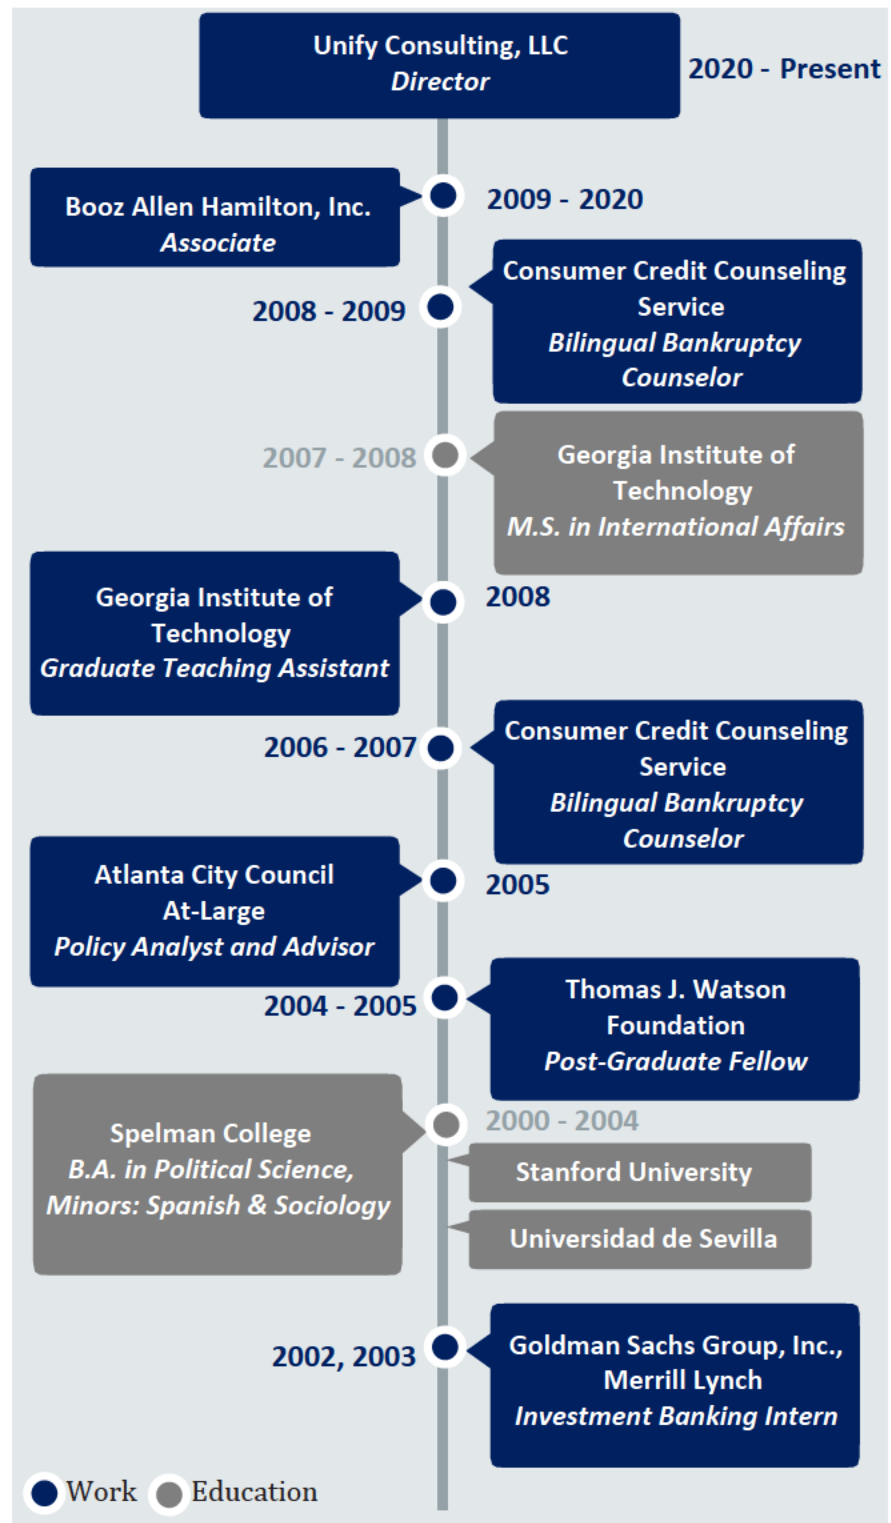 Unify Consulting, LLC
Director
2020 - Present
Booz Allen Hamilton, Inc.
Associate
2009 - 2020
Consumer Credit Counseling
Service
Bilingual Bankruptcy
Counselor
2008 - 2009
2007 - 2008
Georgia Institute of
Technology
M.S. in International Affairs
Georgia Institute of
Technology
Graduate Teaching Assistant
2008
2006 - 2007
Consumer Credit Counseling
Service
Bilingual Bankruptcy
Counselor
Atlanta City Council
At-Large
Policy Analyst and Advisor
2005
2004 - 2005
Thomas J. Watson
Foundation
Post-Graduate Fellow
Spelman College
B.A. in Political Science,
Minors: Spanish & Sociology
2000 - 2004
Stanford University
Universidad de Sevilla
2002, 2003
Goldman Sachs Group, Inc.,
Merrill Lynch
Investment Banking Intern
Work
Education